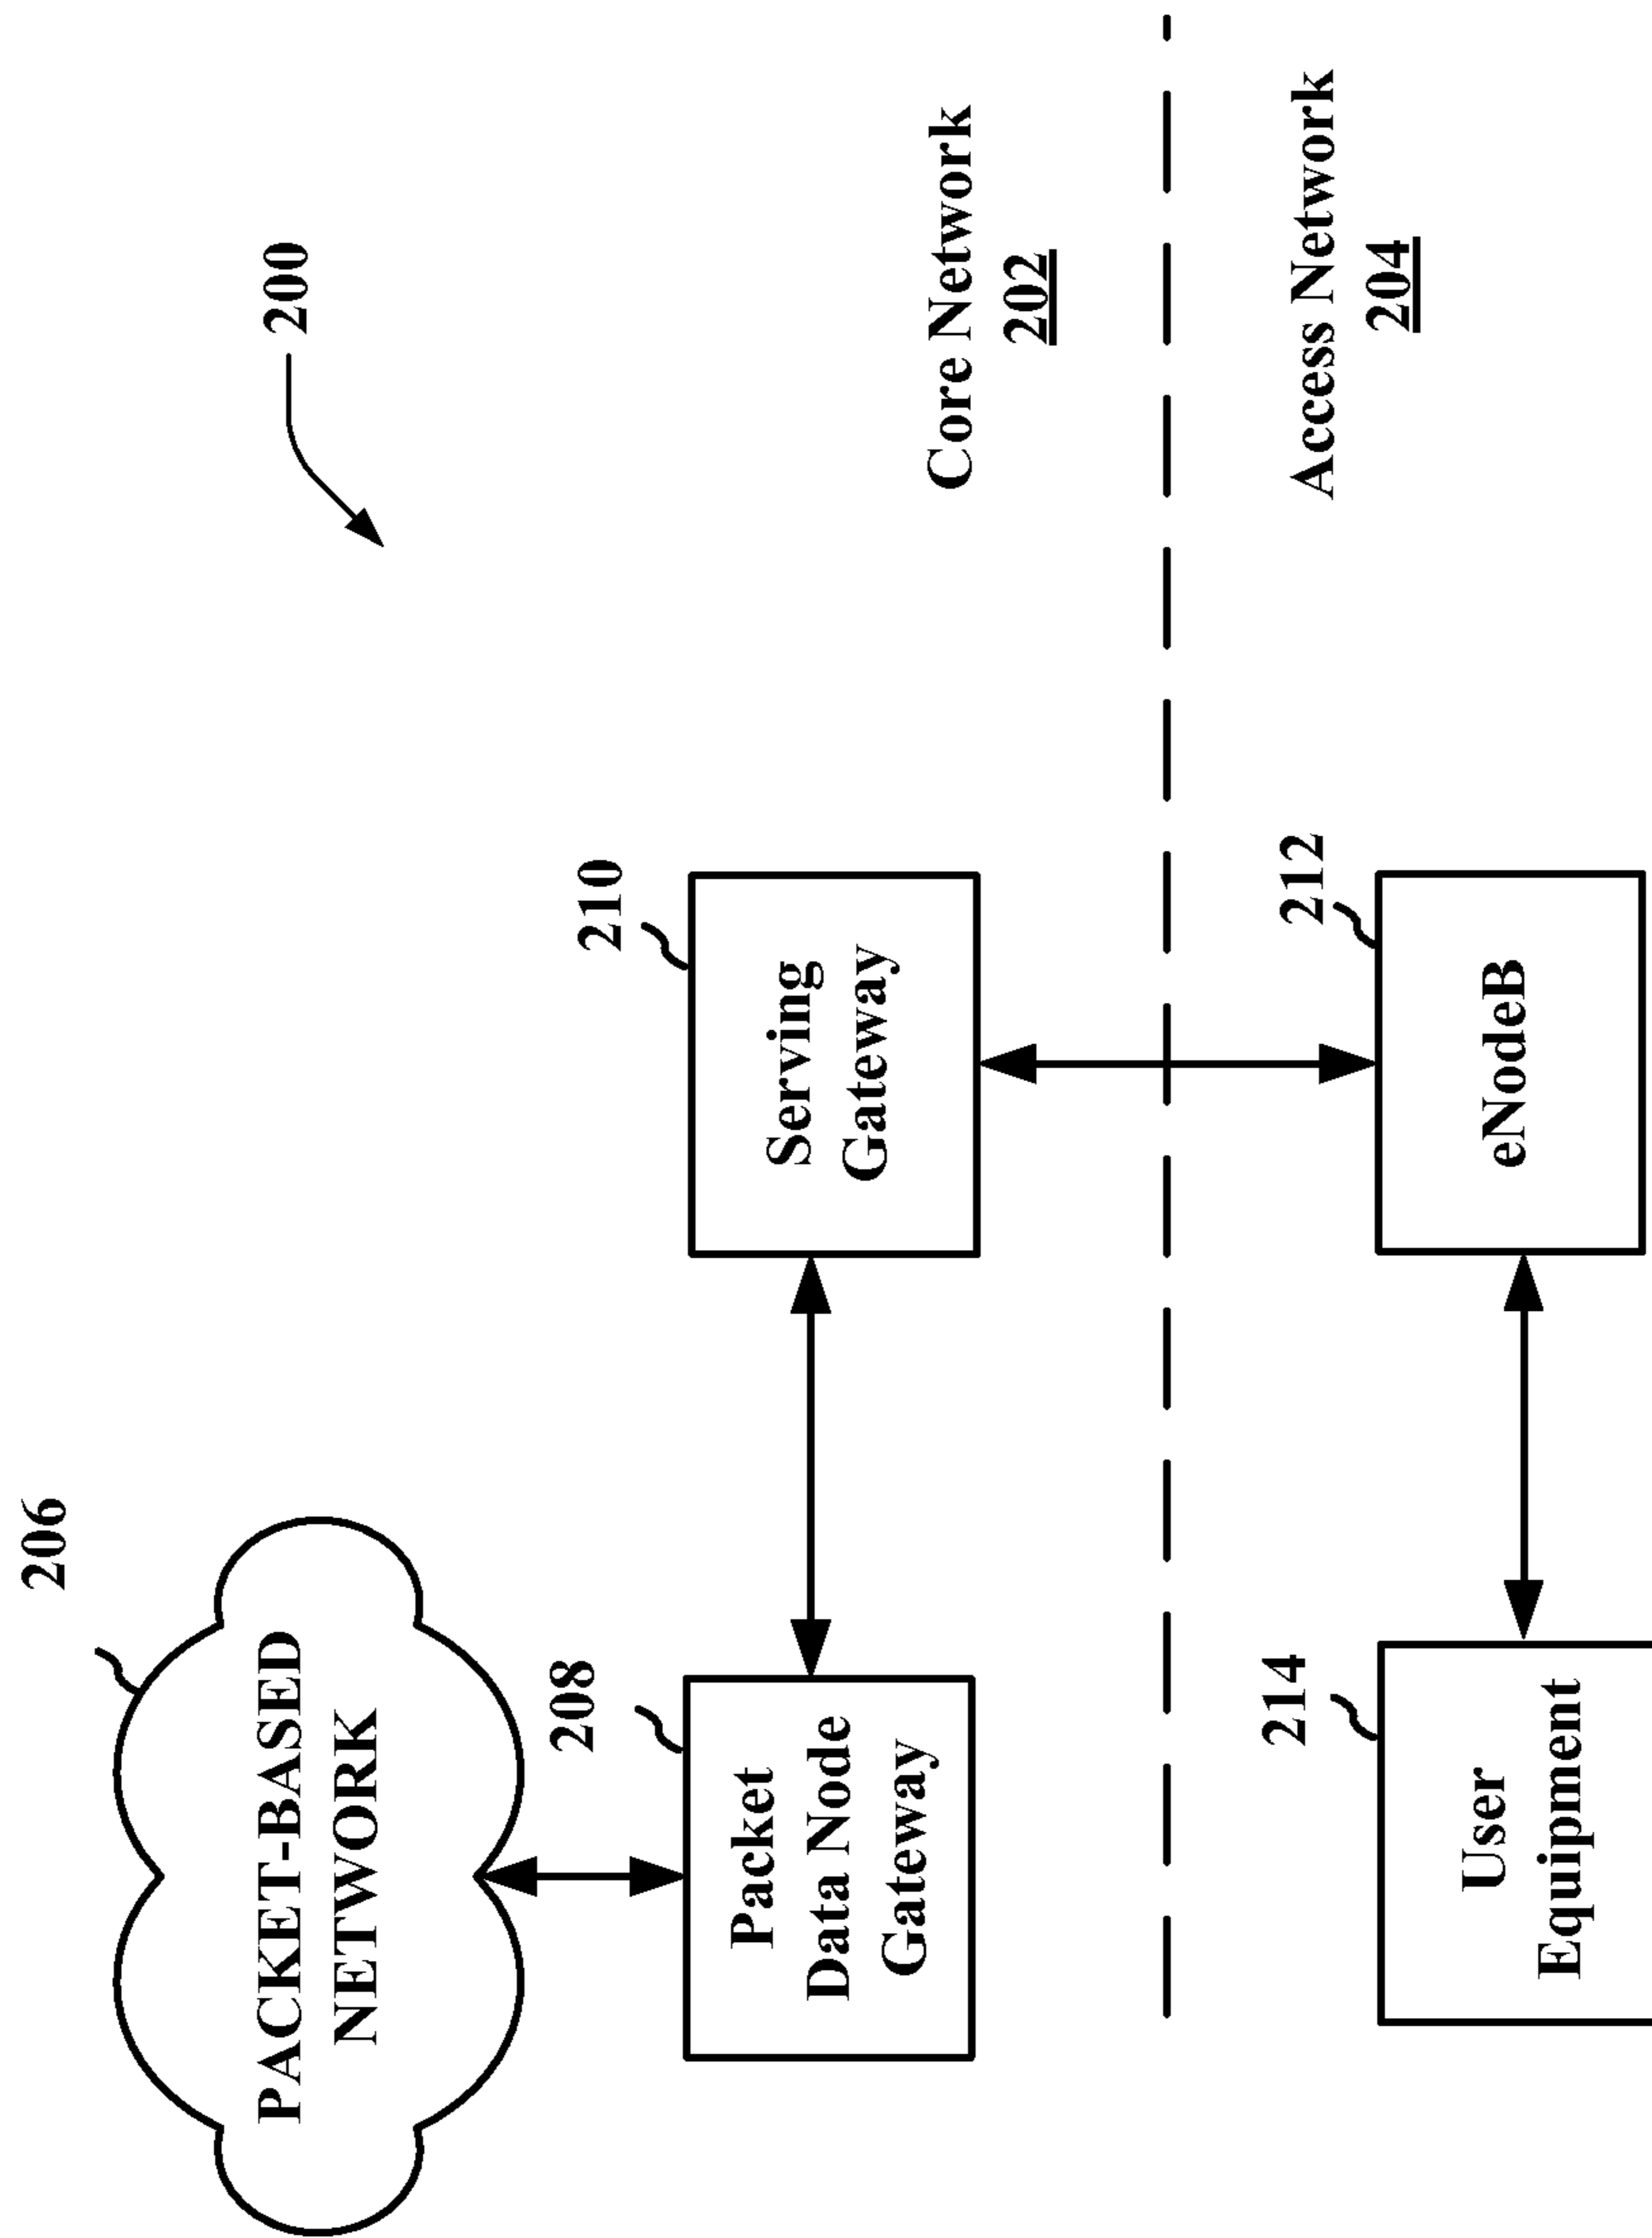 200
206
PACKET-BASED
NETWORK
208
Packet
Data Node
Gateway
210
Serving
Gateway
Core Network
202
Access Network
204
214
User
Equipment
212
eNodeB